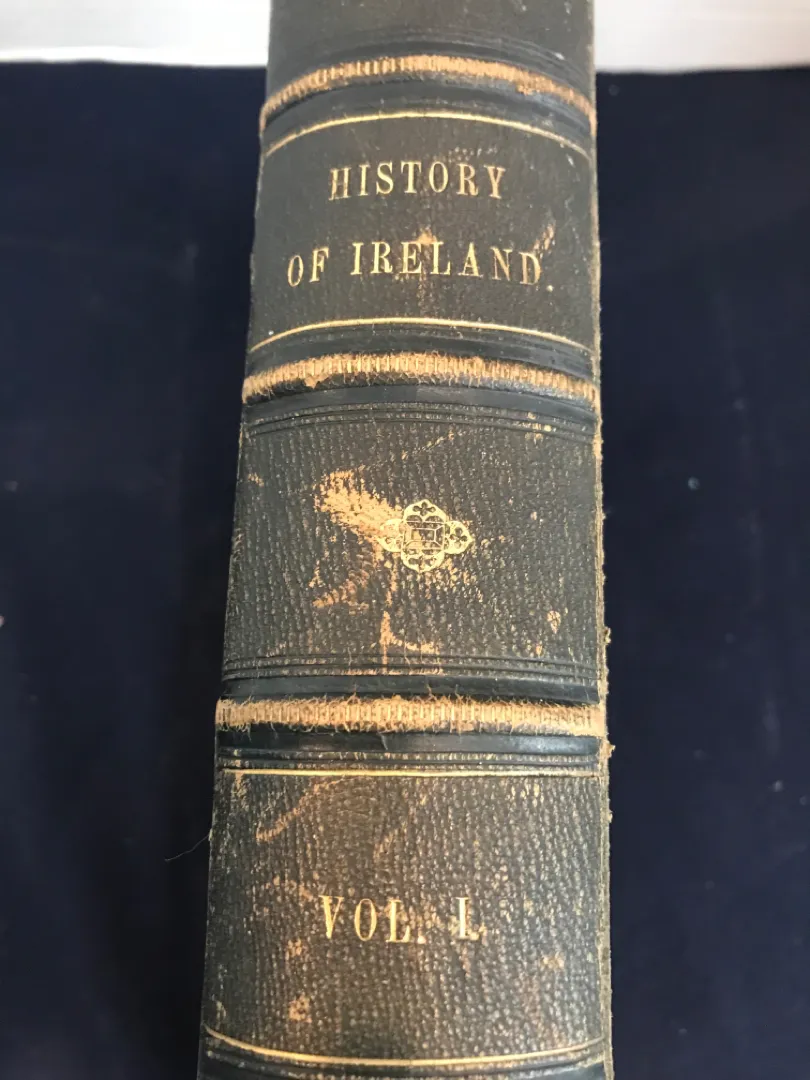 HISTORY
OF IRELAND
VOL. I.